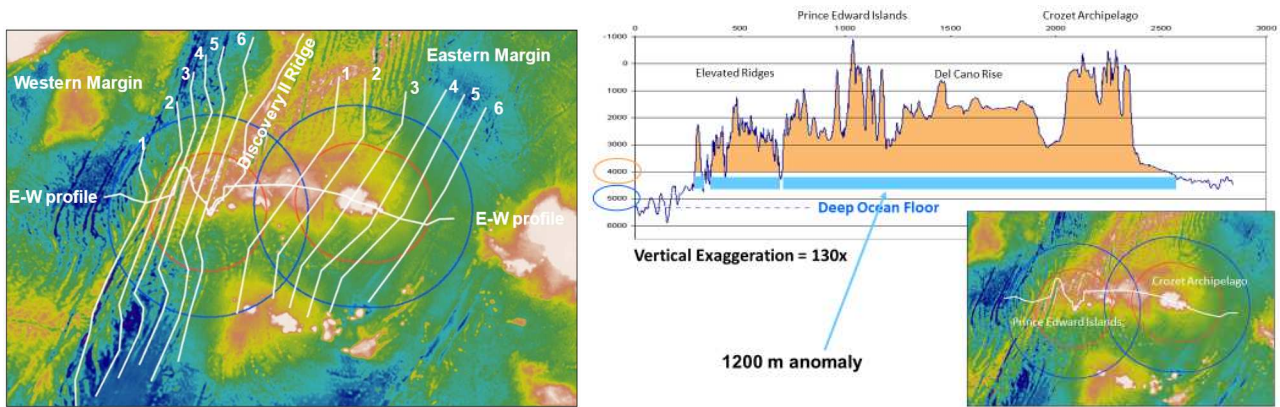 Western Margin
Eastern Margin
1
2
3
4
5
6
Discovery II Ridge
1
2
3
4
5
6
E-W profile
E-W profile
Prince Edward Islands
Crozet Archipelago
0
500
1000
1500
2000
2500
3000
-1000
0
1000
2000
3000
4000
5000
6000
Elevated Ridges
Del Cano Rise
Deep Ocean Floor
Vertical Exaggeration = 130x
1200 m anomaly
Crozet Archipelago
Prince Edward Islands